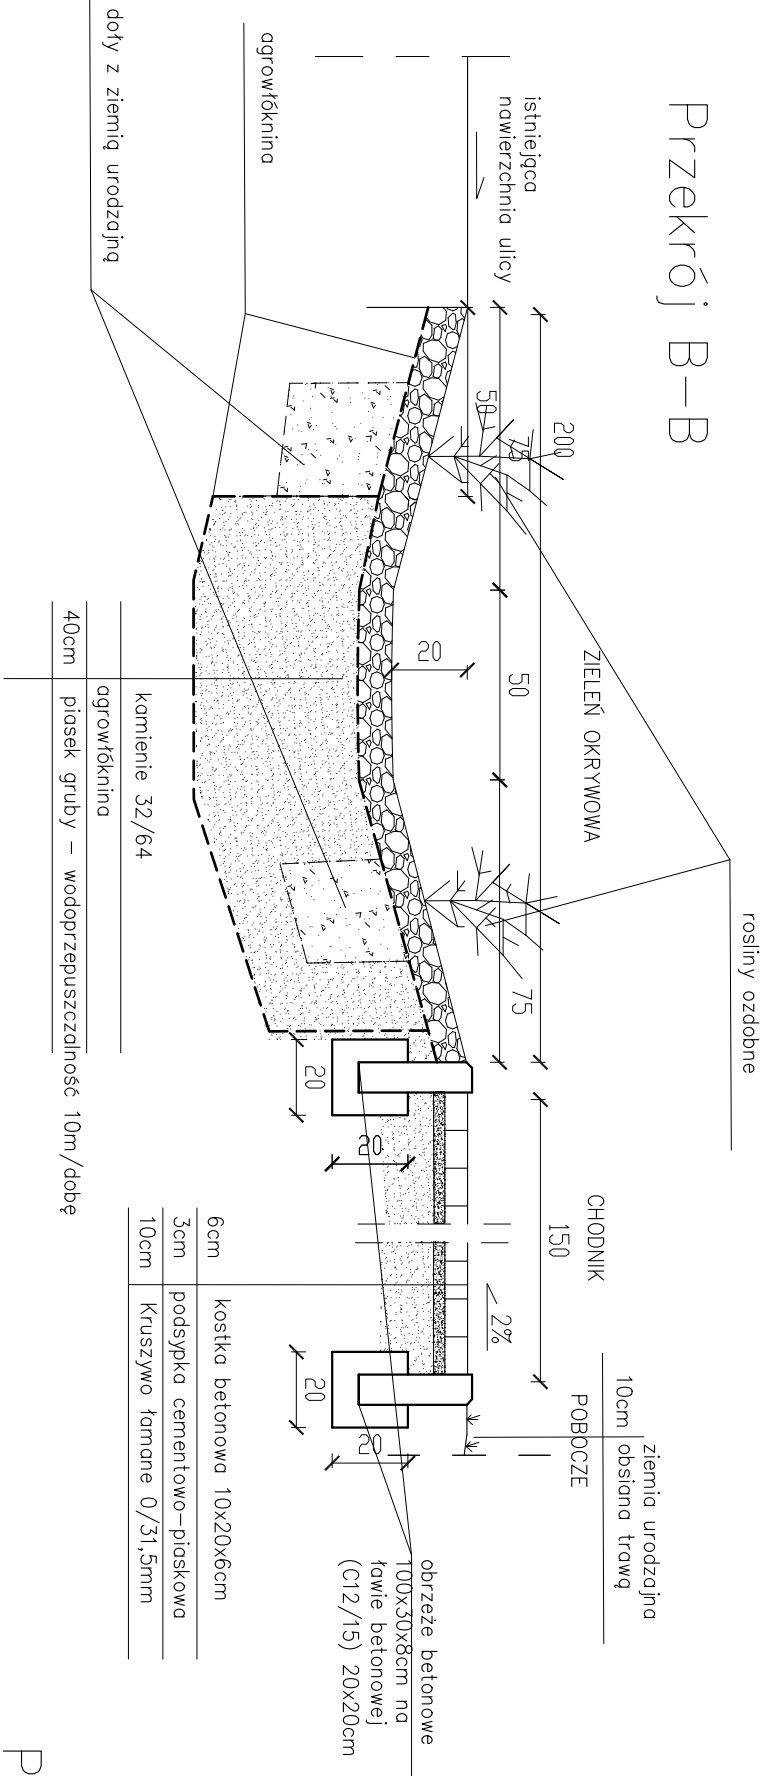 Przekrój B-B
istniejąca
nawierzchnia ulicy
agrowłóknina
doły z ziemią urodzajną
200
75
50
50
75
20
ZIELEŃ OKRYWOWA
rosliny ozdobne
kamienie 32/64
agrowłóknina
40cm piasek gruby - wodoprzepuszczalność 10m/dobę
20
20
CHODNIK
150
2%
6cm kostka betonowa 10x20x6cm
3cm podsypka cementowo-piaskowa
10cm Kruszywo łamane 0/31,5mm
20
20
POBOCZE
ziemia urodzajna
10cm obsiana trawą
obrzeże betonowe
100x30x8cm na
ławie betonowej
(C12/15) 20x20cm
P